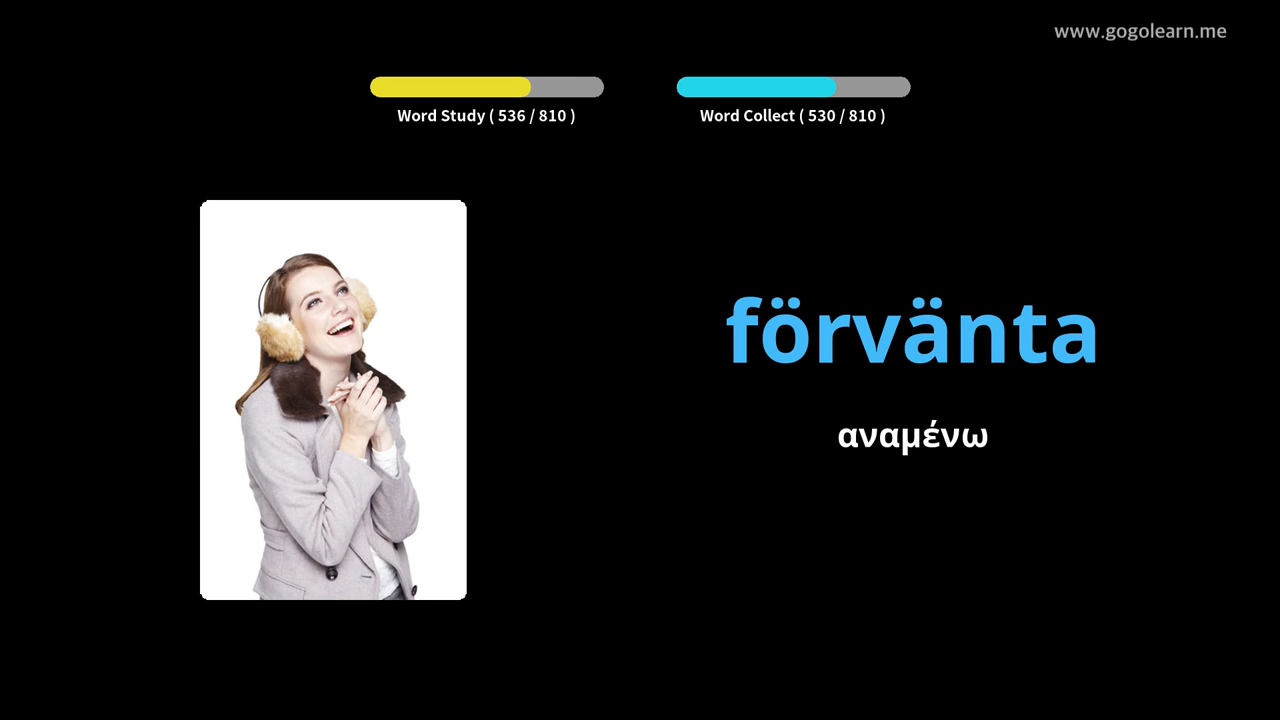 www.gogolearn.me
Word Study ( 536 / 810 )
Word Collect ( 530 / 810 )
förvänta
αναμένω